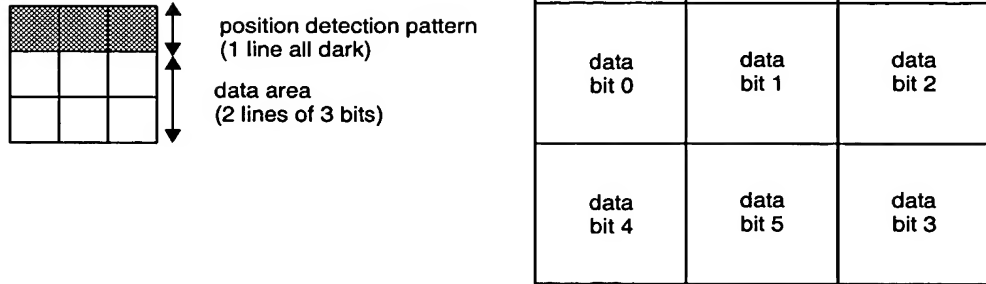 position detection pattern
(1 line all dark)
data area
(2 lines of 3 bits)
data
bit 0
data
bit 1
data
bit 2
data
bit 4
data
bit 5
data
bit 3